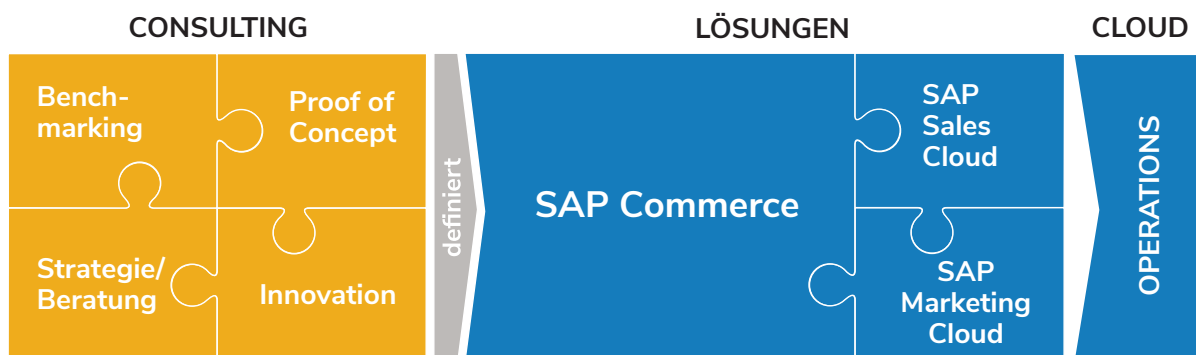 CONSULTING
LÖSUNGEN
CLOUD
Bench-
marking
Proof of
Concept
Strategie/
Beratung
Innovation
definiert
SAP Commerce
SAP
Sales
Cloud
SAP
Marketing
Cloud
OPERATIONS